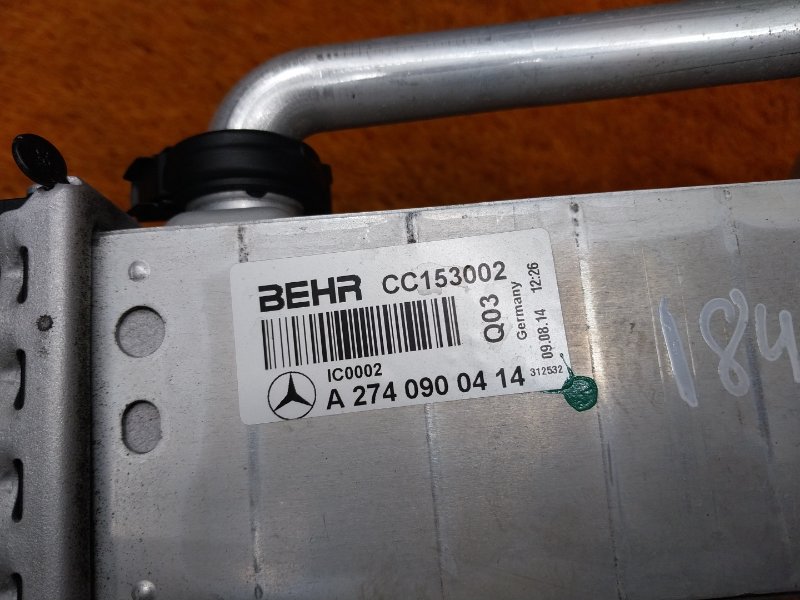 BEHR CC153002
Q03
Germany
09.08.14 12:26
IC0002
A 274 090 04 14
312532
184